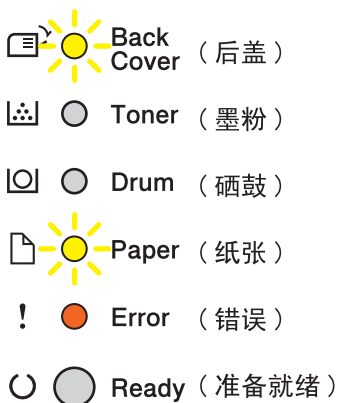 Back
Cover （后盖）
Toner （墨粉）
Drum （硒鼓）
Paper （纸张）
! Error （错误）
Ready （准备就绪）